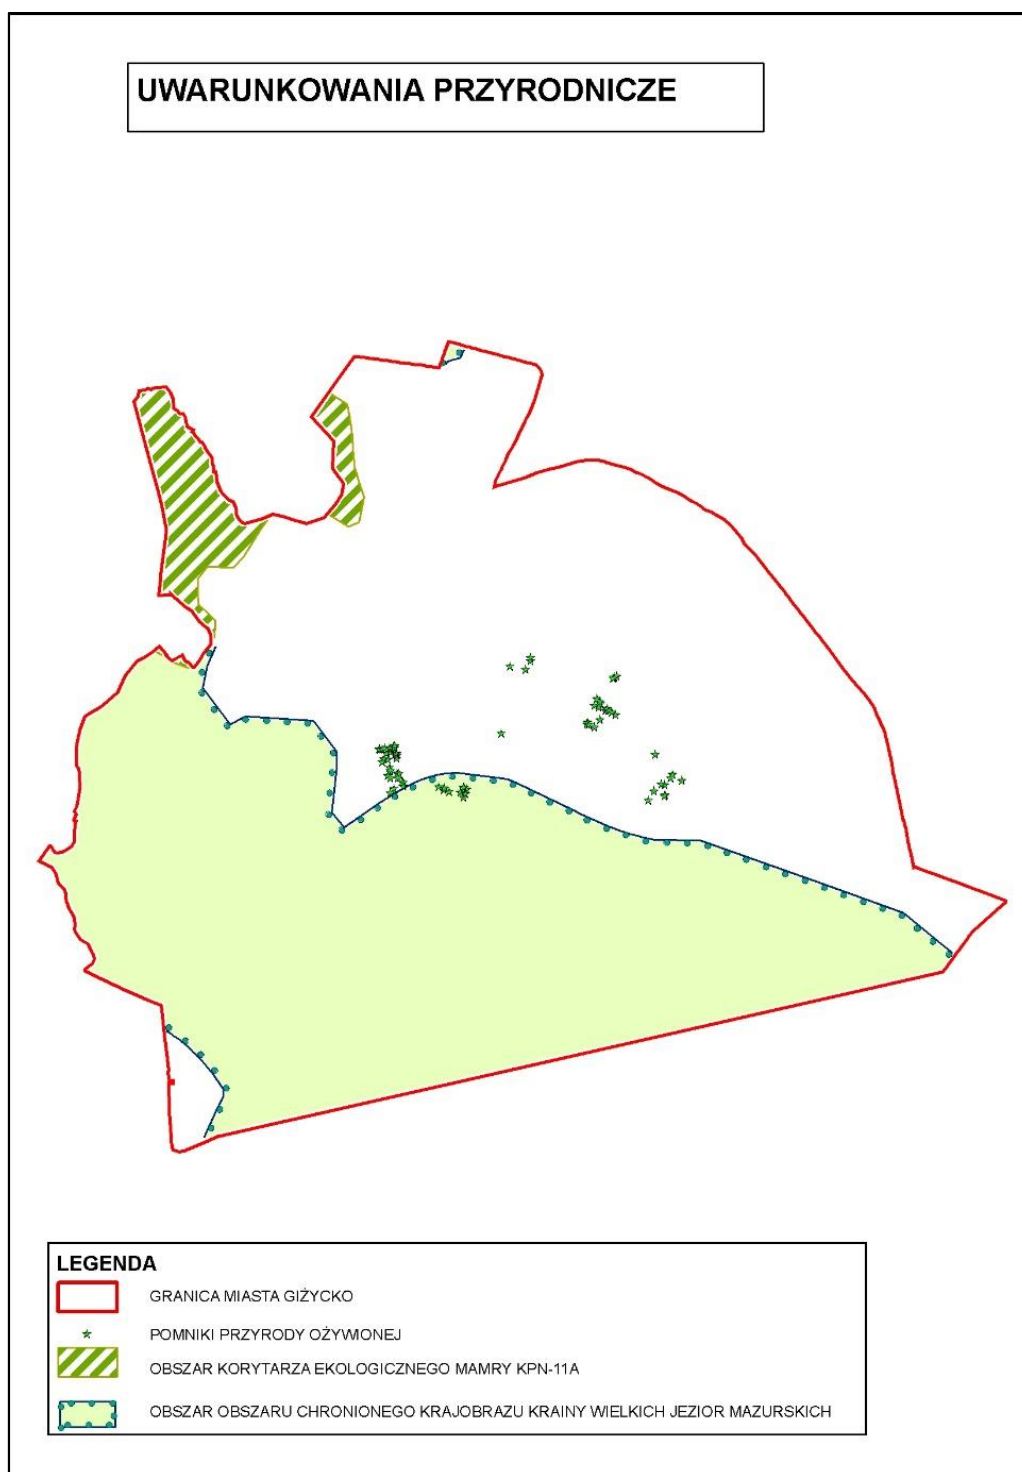 UWARUNKOWANIA PRZYRODNICZE
LEGENDA
GRANICA MIASTA GIŻYCKO
POMNIKI PRZYRODY OŻYWIONEJ
OBSZAR KORYTARZA EKOLOGICZNEGO MAMRY KPN-11A
OBSZAR OBSZARU CHRONIONEGO KRAJOBRAZU KRAINY WIELKICH JEZIOR MAZURSKICH